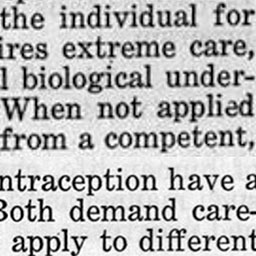 the individual for
ires extreme care,
l biological under-
When not applied
from a competent,
ntraception have a
Both demand care-
apply to different